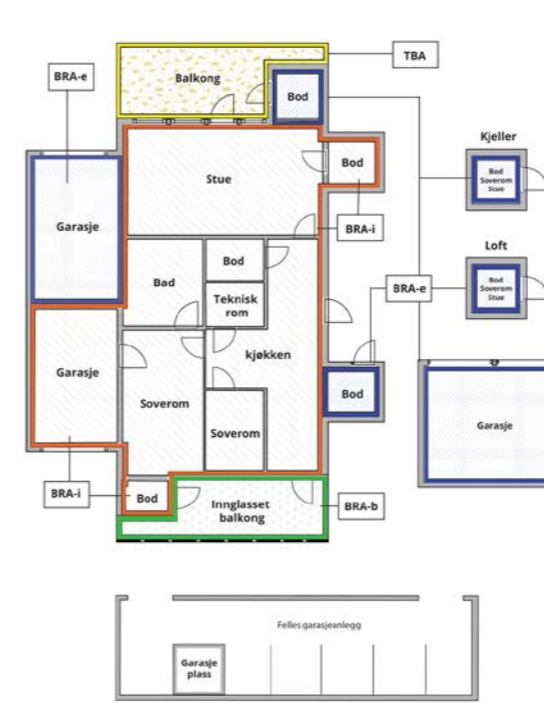 TBA
BRA-e
Balkong
Bod
Kjeller
Bod
Soverom
Stue
Stue
Bod
Garasje
BRA-i
Loft
Bod
Bod
Soverom
Stue
Bad
Teknisk
rom
BRA-e
kjøkken
Garasje
Bod
Soverom
Soverom
Garasje
BRA-i
Bod
Innglasset
balkong
BRA-b
Felles garasjeanlegg
Garasje
plass